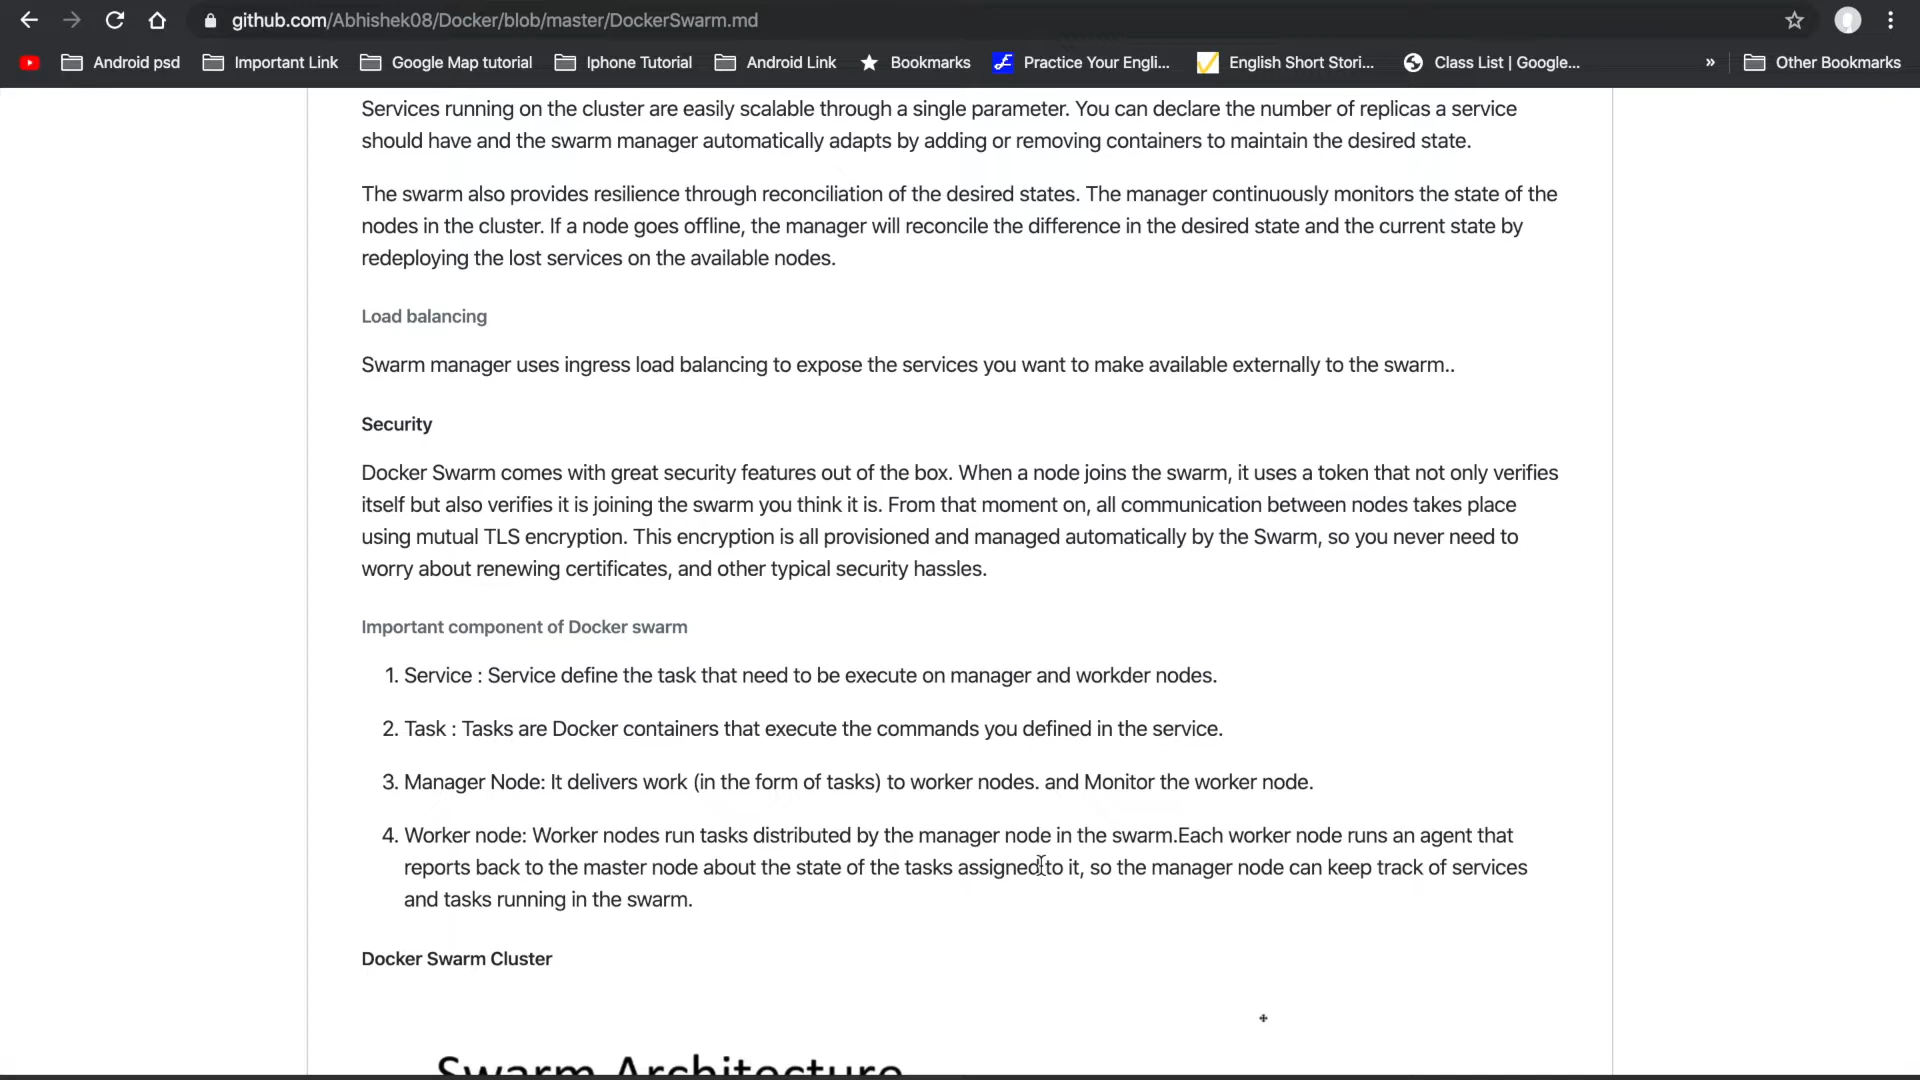 github.com/Abhishek08/Docker/blob/master/DockerSwarm.md
Android psd Important Link Google Map tutorial Iphone Tutorial Android Link Bookmarks Practice Your Engli... English Short Stori... Class List | Google... » Other Bookmarks
Services running on the cluster are easily scalable through a single parameter. You can declare the number of replicas a service
should have and the swarm manager automatically adapts by adding or removing containers to maintain the desired state.
The swarm also provides resilience through reconciliation of the desired states. The manager continuously monitors the state of the
nodes in the cluster. If a node goes offline, the manager will reconcile the difference in the desired state and the current state by
redeploying the lost services on the available nodes.
Load balancing
Swarm manager uses ingress load balancing to expose the services you want to make available externally to the swarm..
Security
Docker Swarm comes with great security features out of the box. When a node joins the swarm, it uses a token that not only verifies
itself but also verifies it is joining the swarm you think it is. From that moment on, all communication between nodes takes place
using mutual TLS encryption. This encryption is all provisioned and managed automatically by the Swarm, so you never need to
worry about renewing certificates, and other typical security hassles.
Important component of Docker swarm
1. Service : Service define the task that need to be execute on manager and workder nodes.
2. Task : Tasks are Docker containers that execute the commands you defined in the service.
3. Manager Node: It delivers work (in the form of tasks) to worker nodes. and Monitor the worker node.
4. Worker node: Worker nodes run tasks distributed by the manager node in the swarm.Each worker node runs an agent that
reports back to the master node about the state of the tasks assigned to it, so the manager node can keep track of services
and tasks running in the swarm.
Docker Swarm Cluster
Swarm Architecture